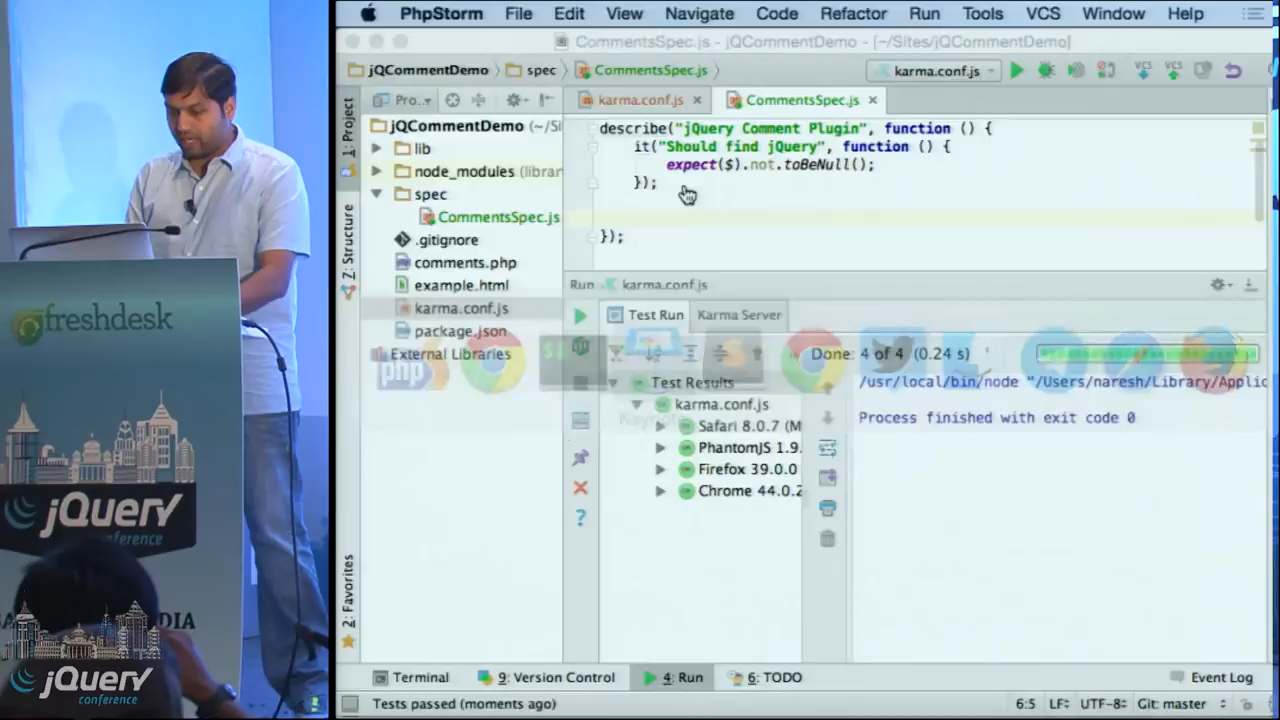 PhpStorm File Edit View Navigate Code Refactor Run Tools VCS Window Help
CommentsSpec.js - jQCommentDemo - [~/Sites/jQCommentDemo]
jQCommentDemo spec CommentsSpec.js karma.conf.js VCS VCS
1: Project
Z: Structure
2: Favorites
Pro... karma.conf.js CommentsSpec.js
jQCommentDemo (~/Si
lib
node_modules (librar
spec
CommentsSpec.js
.gitignore
comments.php
example.html
karma.conf.js
package.json
External Libraries
php
describe("jQuery Comment Plugin", function () {
it("Should find jQuery", function () {
expect($).not.toBeNull();
});
});
Run karma.conf.js
Test Run Karma Server
Done: 4 of 4 (0.24 s)
Test Results
karma.conf.js
Safari 8.0.7 (M
PhantomJS 1.9.
Firefox 39.0.0
Chrome 44.0.2
/usr/local/bin/node "/Users/naresh/Library/Applic
Process finished with exit code 0
Terminal 9: Version Control 4: Run 6: TODO Event Log
Tests passed (moments ago) 6:5 LF UTF-8 Git: master
freshdesk
jQuery
conference
DIA
jQuery
conference